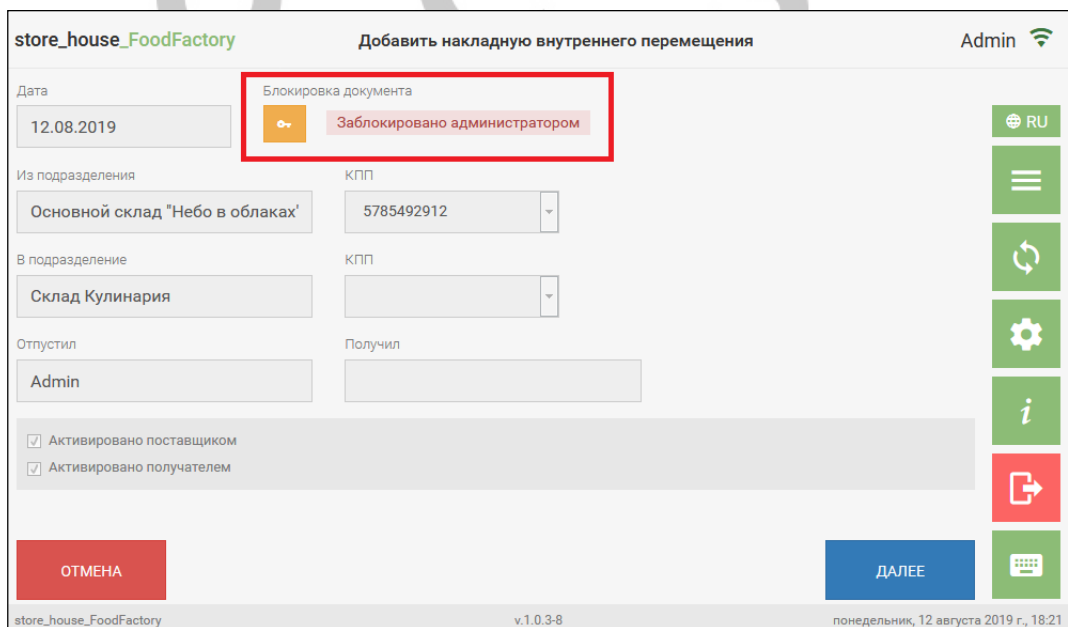 store_house_FoodFactory
Добавить накладную внутреннего перемещения
Admin
Дата
Блокировка документа
12.08.2019
Заблокировано администратором
RU
Из подразделения
КПП
Основной склад "Небо в облаках'
5785492912
В подразделение
КПП
Склад Кулинария
Отпустил
Получил
Admin
Активировано поставщиком
Активировано получателем
i
ОТМЕНА
ДАЛЕЕ
store_house_FoodFactory
v.1.0.3-8
понедельник, 12 августа 2019 г., 18:21